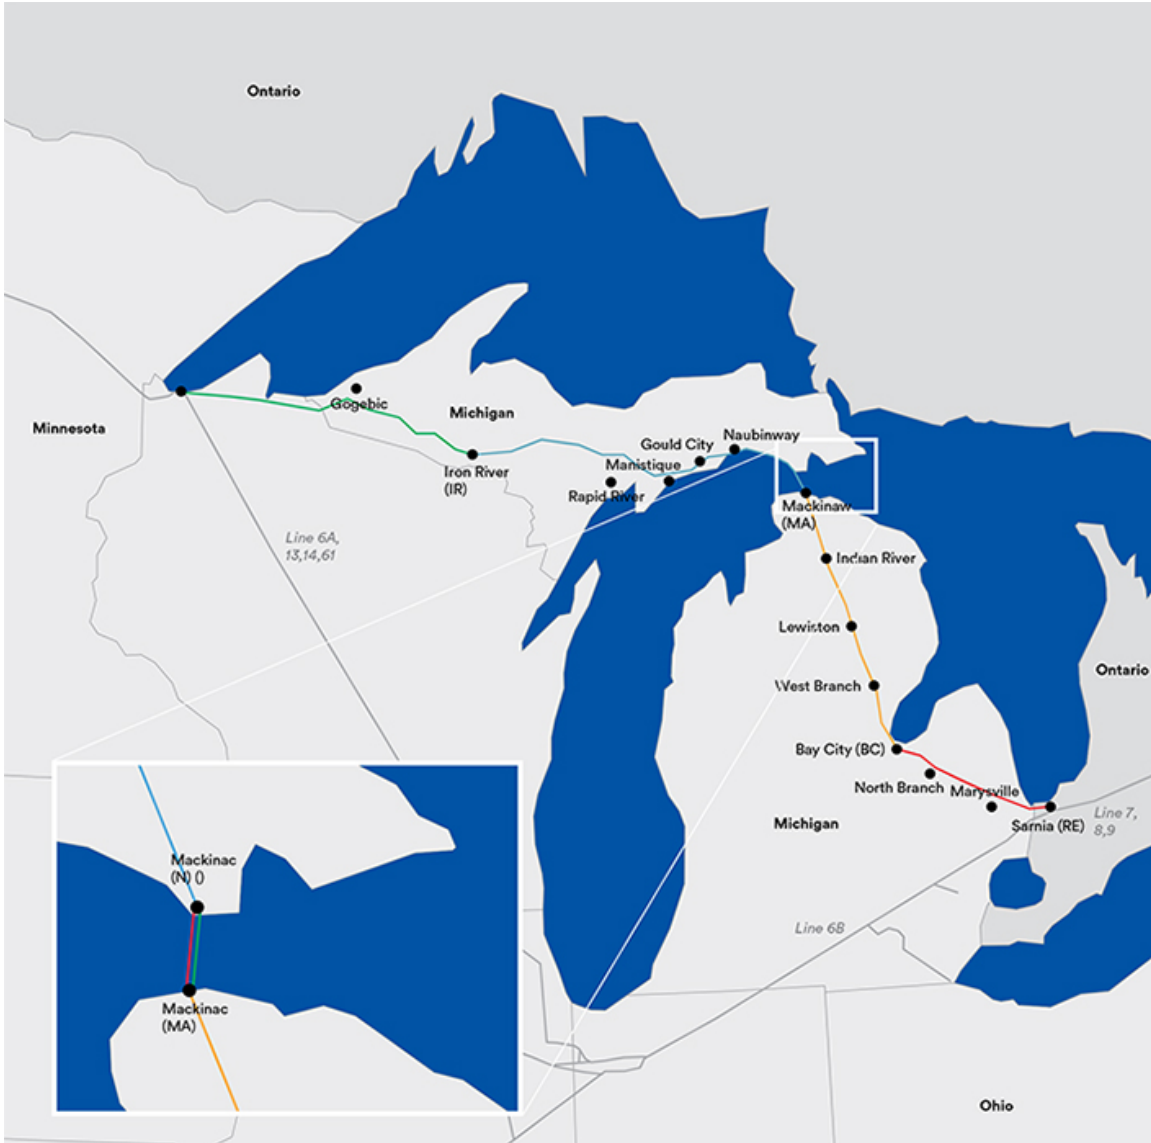 Ontario
Gogebic
Michigan
Minnesota
Naubinway
Gould City
Iron River
(IR)
Manistique
Rapid River
Mackinaw
(MA)
Line 6A,
13,14,61
Indian River
Lewiston
Ontario
West Branch
Bay City (BC)
North Branch
Marysville
Michigan
Sarnia (RE)
Line 7,
8,9
Mackinac
(N) ()
Line 6B
Mackinac
(MA)
Ohio